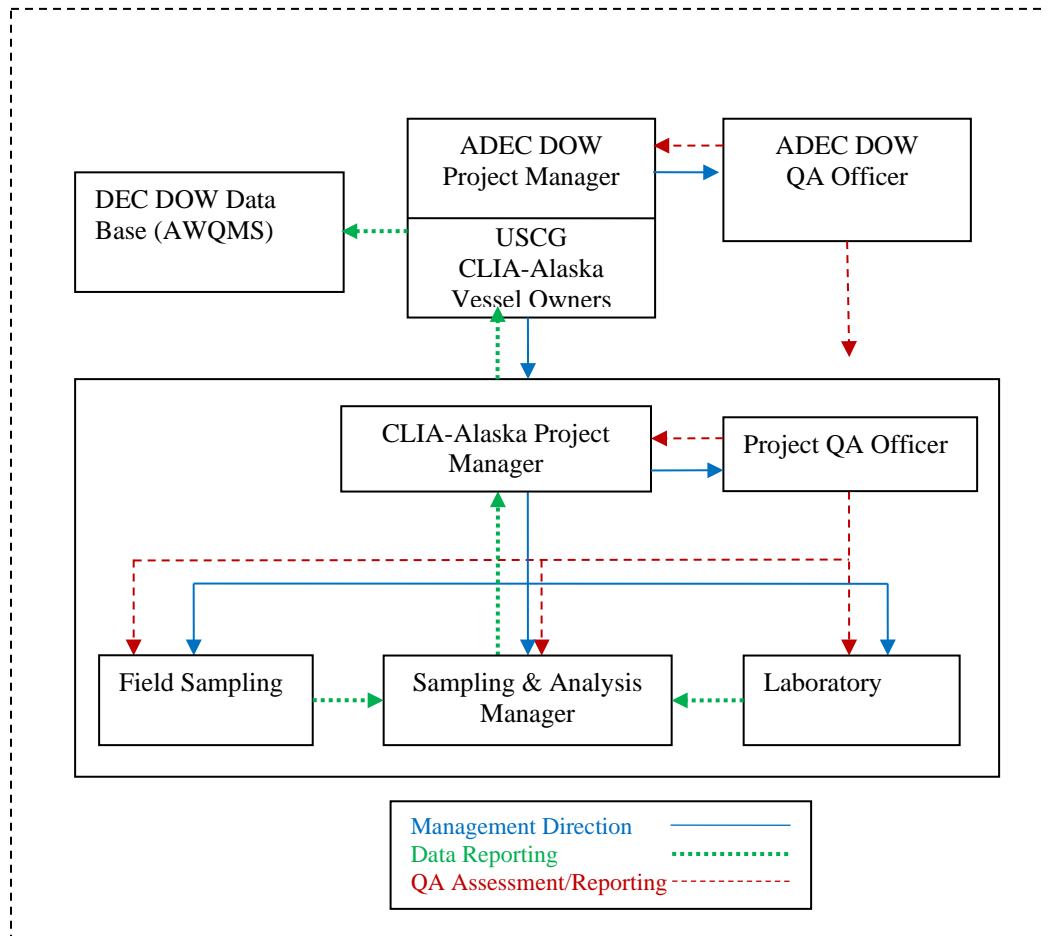 ADEC DOW
Project Manager
ADEC DOW
QA Officer
DEC DOW Data
Base (AWQMS)
USCG
CLIA-Alaska
Vessel Owners
CLIA-Alaska Project
Manager
Project QA Officer
Field Sampling
Sampling & Analysis
Manager
Laboratory
Management Direction
Data Reporting
QA Assessment/Reporting